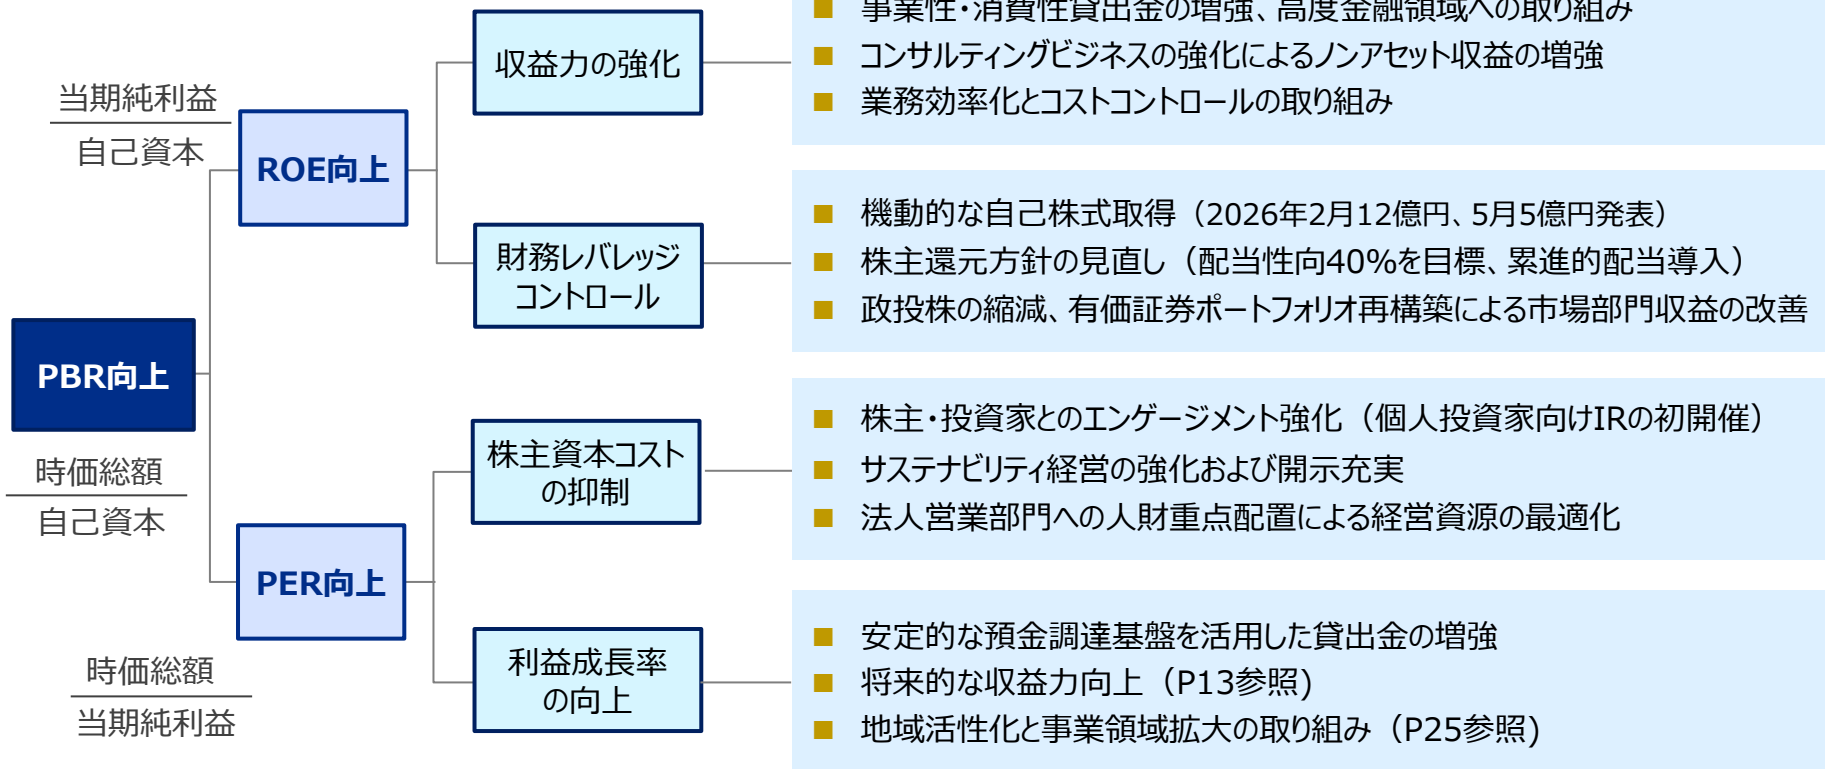 事業性・消費性貸出金の増強、高度金融領域への取り組み
コンサルティングビジネスの強化によるノンアセット収益の増強
業務効率化とコストコントロールの取り組み
収益力の強化
当期純利益
自己資本
ROE向上
機動的な自己株式取得（2026年2月12億円、5月5億円発表）
株主還元方針の見直し（配当性向40%を目標、累進的配当導入）
政投株の縮減、有価証券ポートフォリオ再構築による市場部門収益の改善
財務レバレッジ
コントロール
PBR向上
時価総額
自己資本
株主・投資家とのエンゲージメント強化（個人投資家向けIRの初開催）
サステナビリティ経営の強化および開示充実
法人営業部門への人財重点配置による経営資源の最適化
株主資本コスト
の抑制
PER向上
時価総額
当期純利益
利益成長率
の向上
安定的な預金調達基盤を活用した貸出金の増強
将来的な収益力向上（P13参照)
地域活性化と事業領域拡大の取り組み（P25参照)